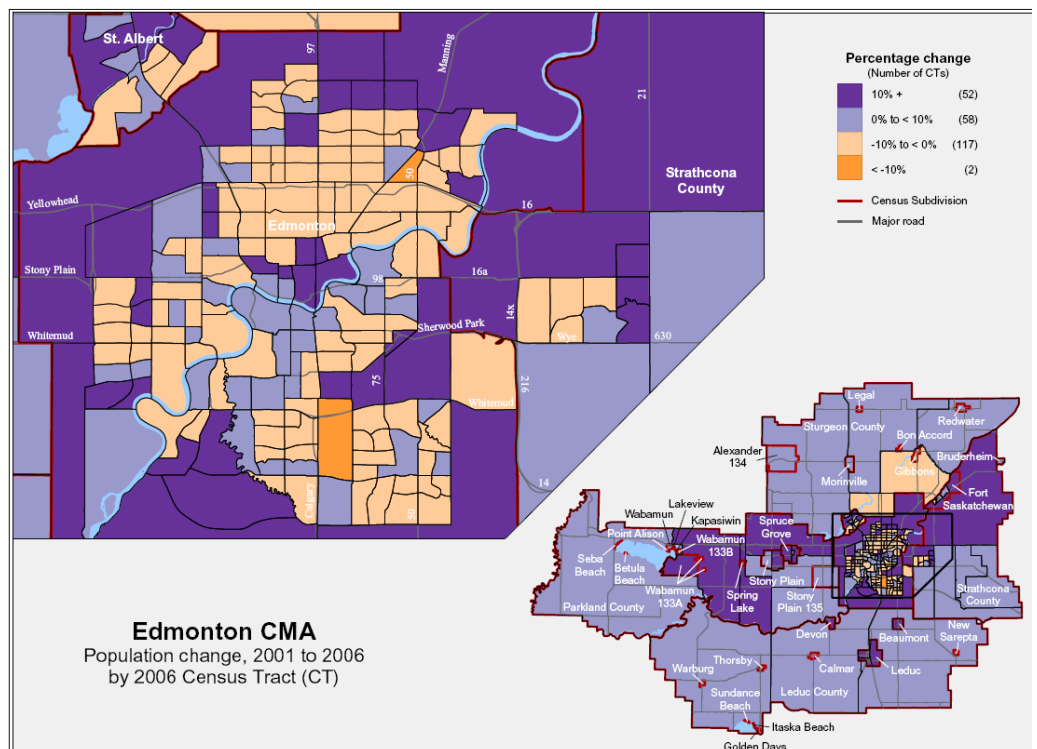 St. Albert
97
Manning
21
Percentage change
(Number of CTs)
10% + (52)
0% to < 10% (58)
-10% to < 0% (117)
< -10% (2)
Census Subdivision
Major road
50
Strathcona
County
Yellowhead
16
Edmonton
Stony Plain
16a
98
14x
Sherwood Park
Whitemud
Wye
630
75
216
Whitemud
14
Calgary
50
Legal
Sturgeon County
Redwater
Bon Accord
Alexander
134
Bruderheim
Gibbons
Morinville
Fort
Saskatchewan
Lakeview
Wabamun
Kapasiwin
Spruce
Grove
Point Alison
Wabamun
133B
Seba
Beach
Betula
Beach
Stony Plain
Wabamun
133A
Spring
Lake
Stony
Plain 135
Strathcona
County
Parkland County
Devon
Beaumont
New
Sarepta
Thorsby
Warburg
Calmar
Leduc
Sundance
Beach
Leduc County
Itaska Beach
Golden Days
Edmonton CMA
Population change, 2001 to 2006
by 2006 Census Tract (CT)